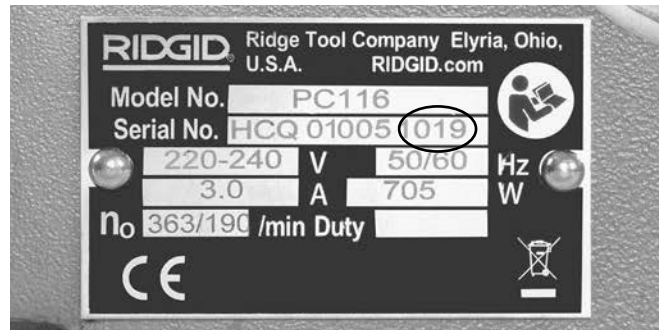 RIDGID® Ridge Tool Company Elyria, Ohio,
U.S.A. RIDGID.com
Model No. PC116
Serial No. HCQ 01005 1019
220-240 V 50/60 Hz
3.0 A 705 W
no 363/190 /min Duty
CE